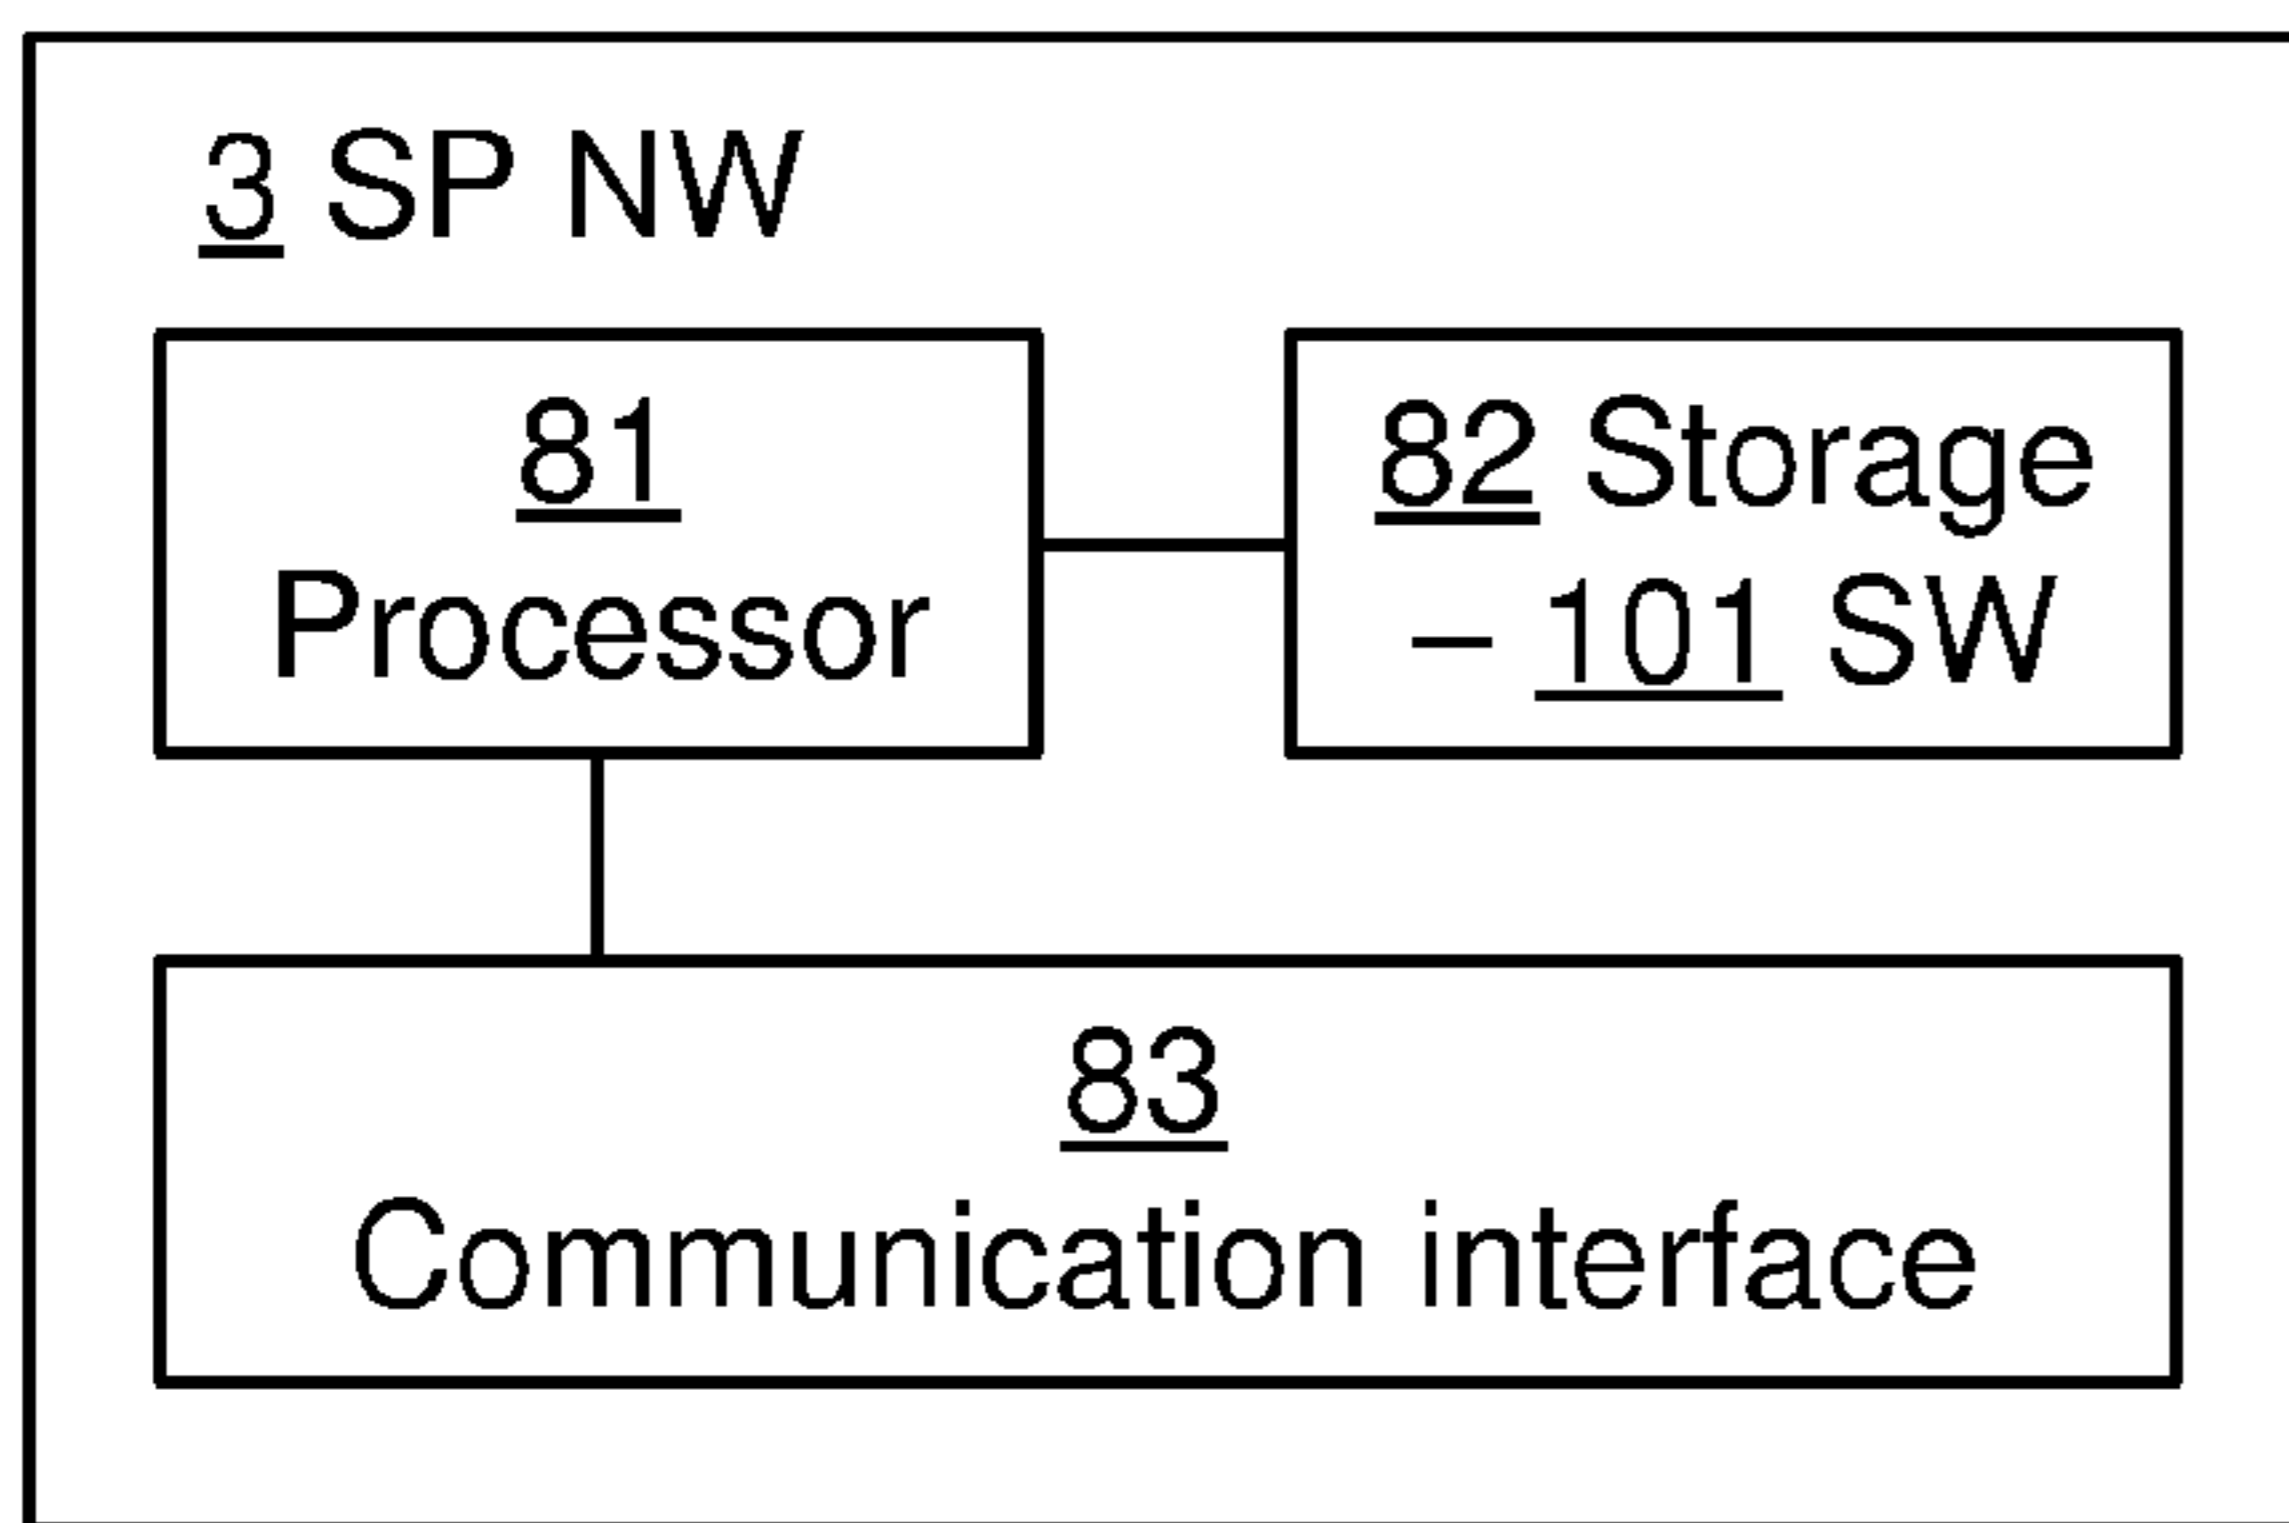 3 SP NW
81
Processor
82 Storage
– 101 SW
83
Communication interface